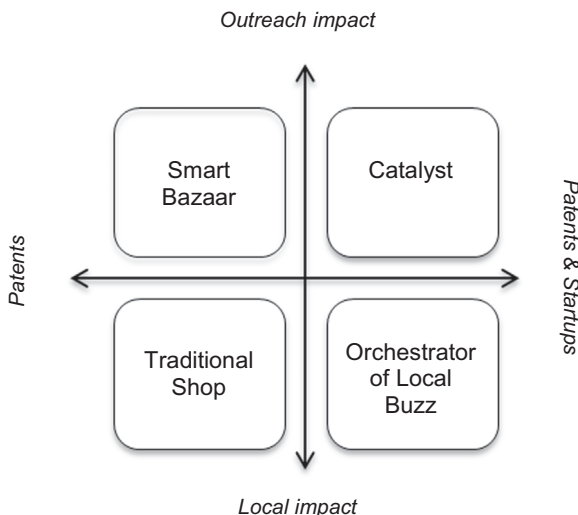 Outreach impact
Smart
Bazaar
Catalyst
Patents
Patents & Startups
Traditional
Shop
Orchestrator
of Local
Buzz
Local impact